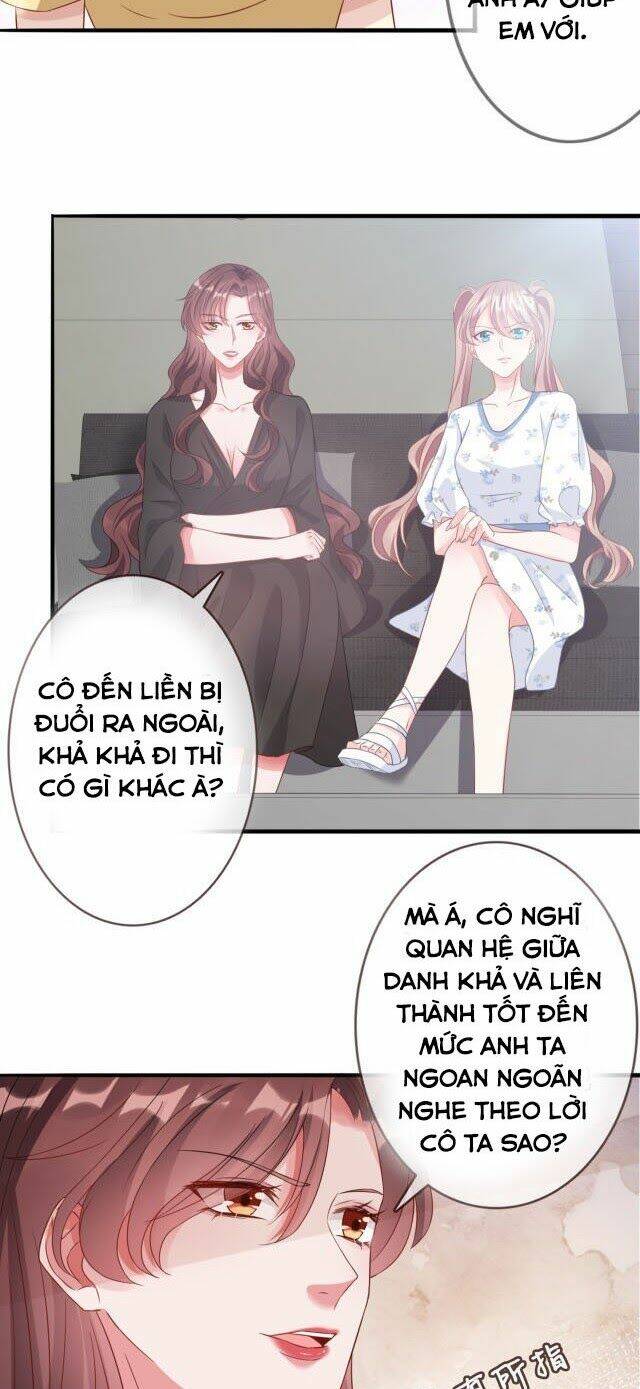 GIÚP
EM VỚI.
CÔ ĐẾN LIỀN BỊ
ĐUỔI RA NGOÀI,
KHẢ KHẢ ĐI THÌ
CÓ GÌ KHÁC À?
MÀ Á, CÔ NGHĨ
QUAN HỆ GIỮA
DANH KHẢ VÀ LIÊN
THÀNH TỐT ĐẾN
MỨC ANH TA
NGOAN NGOÃN
NGHE THEO LỜI
CÔ TA SAO?
所指